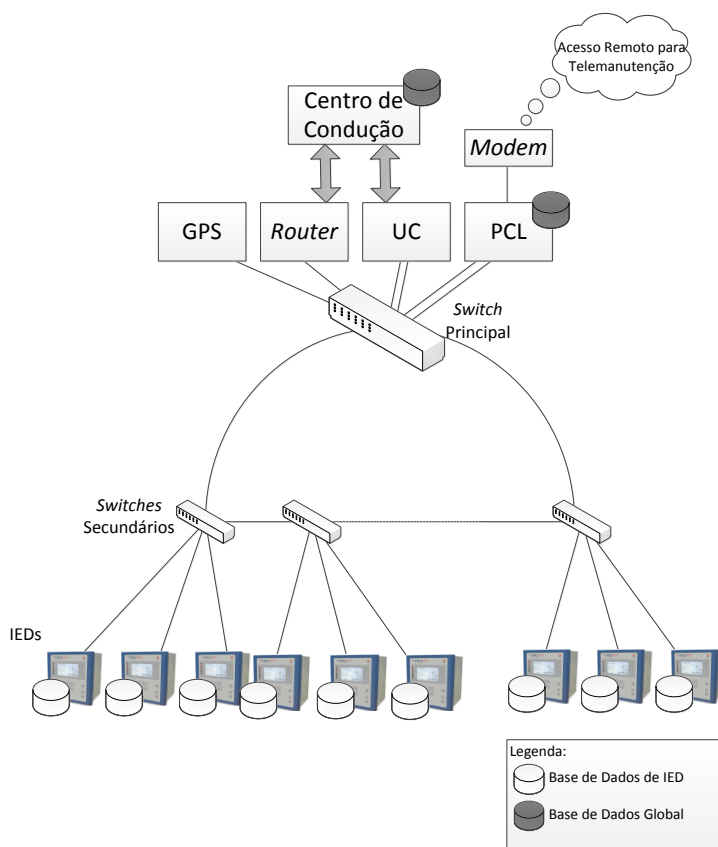 Acesso Remoto para
Telemanutenção
Centro de
Condução
Modem
GPS
Router
UC
PCL
Switch
Principal
Switches
Secundários
IEDs
Legenda:
Base de Dados de IED
Base de Dados Global